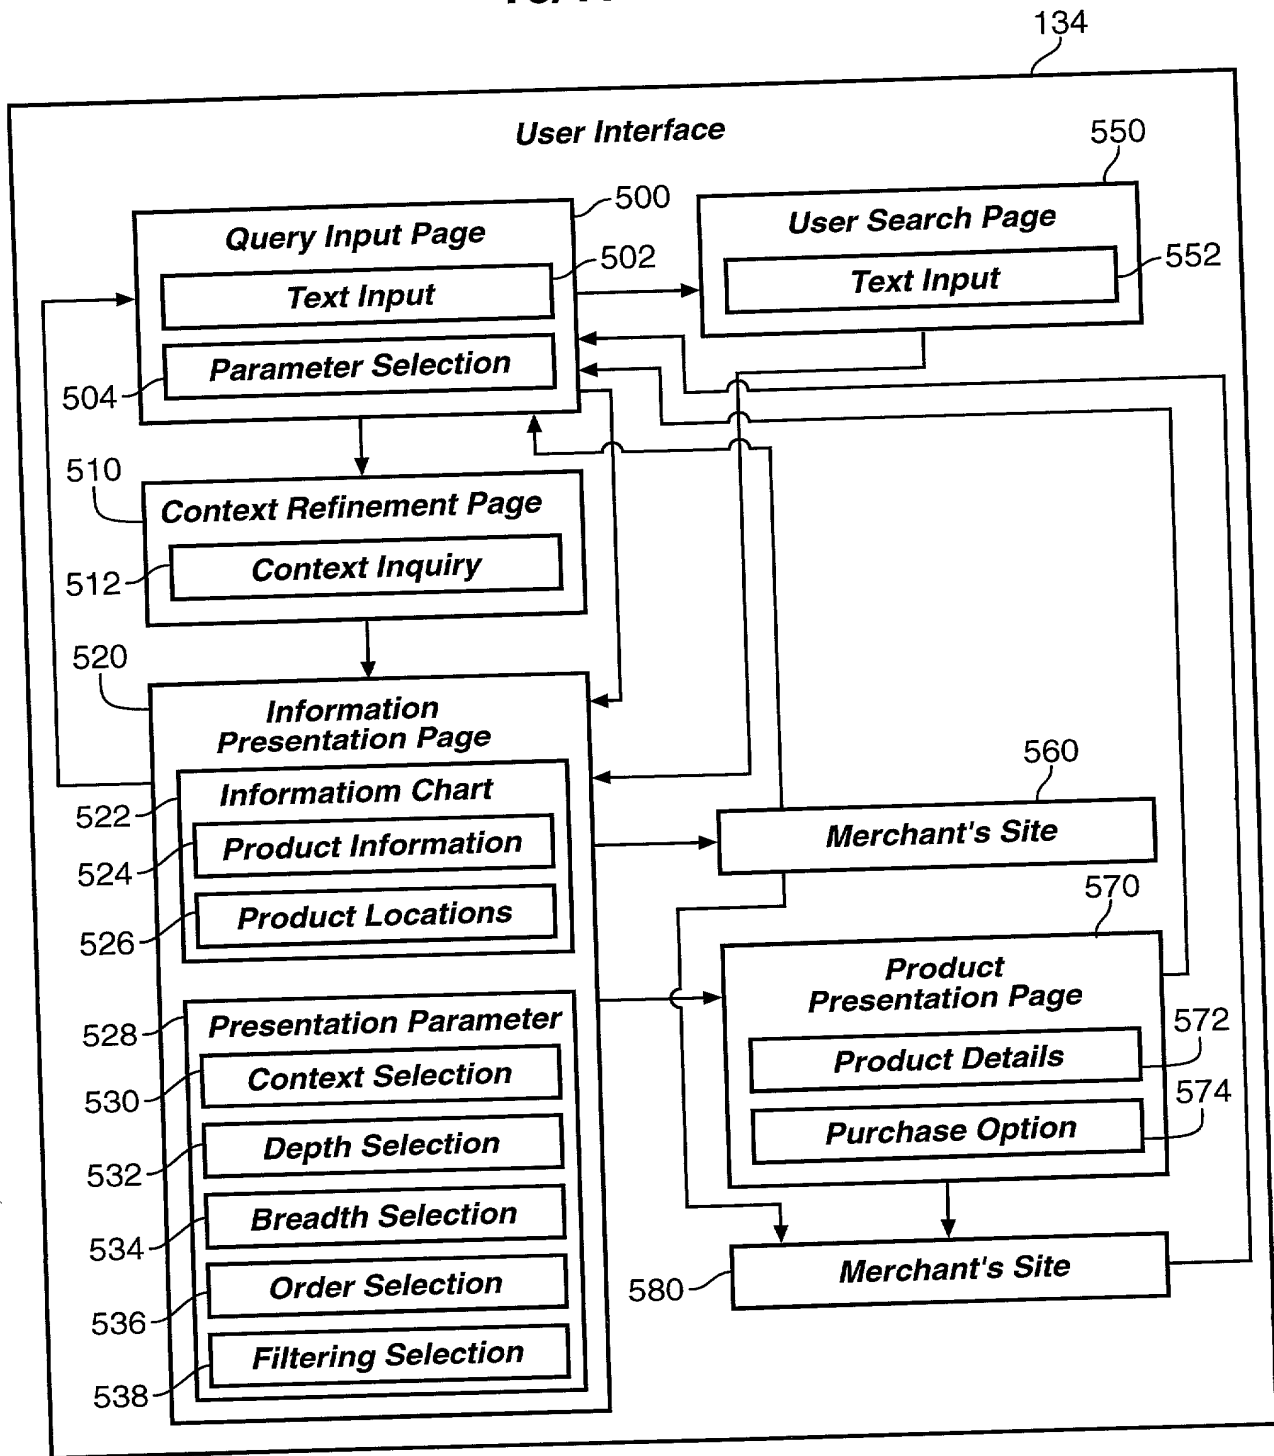 134
User Interface
550
500
User Search Page
Query Input Page
502
552
Text Input
Text Input
Parameter Selection
504
510
Context Refinement Page
Context Inquiry
512
520
Information
Presentation Page
560
Informatiom Chart
522
Merchant's Site
Product Information
524
570
Product Locations
526
Product
Presentation Page
572
Presentation Parameter
528
Product Details
Context Selection
530
574
Purchase Option
Depth Selection
532
Breadth Selection
534
Merchant's Site
580
Order Selection
536
Filtering Selection
538